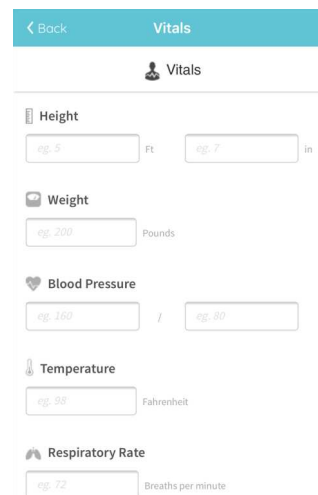 Back Vitals
Vitals
Height
eg. 5 Ft eg. 7 in
Weight
eg. 200 Pounds
Blood Pressure
eg. 160 / eg. 80
Temperature
eg. 98 Fahrenheit
Respiratory Rate
eg. 72 Breaths per minute